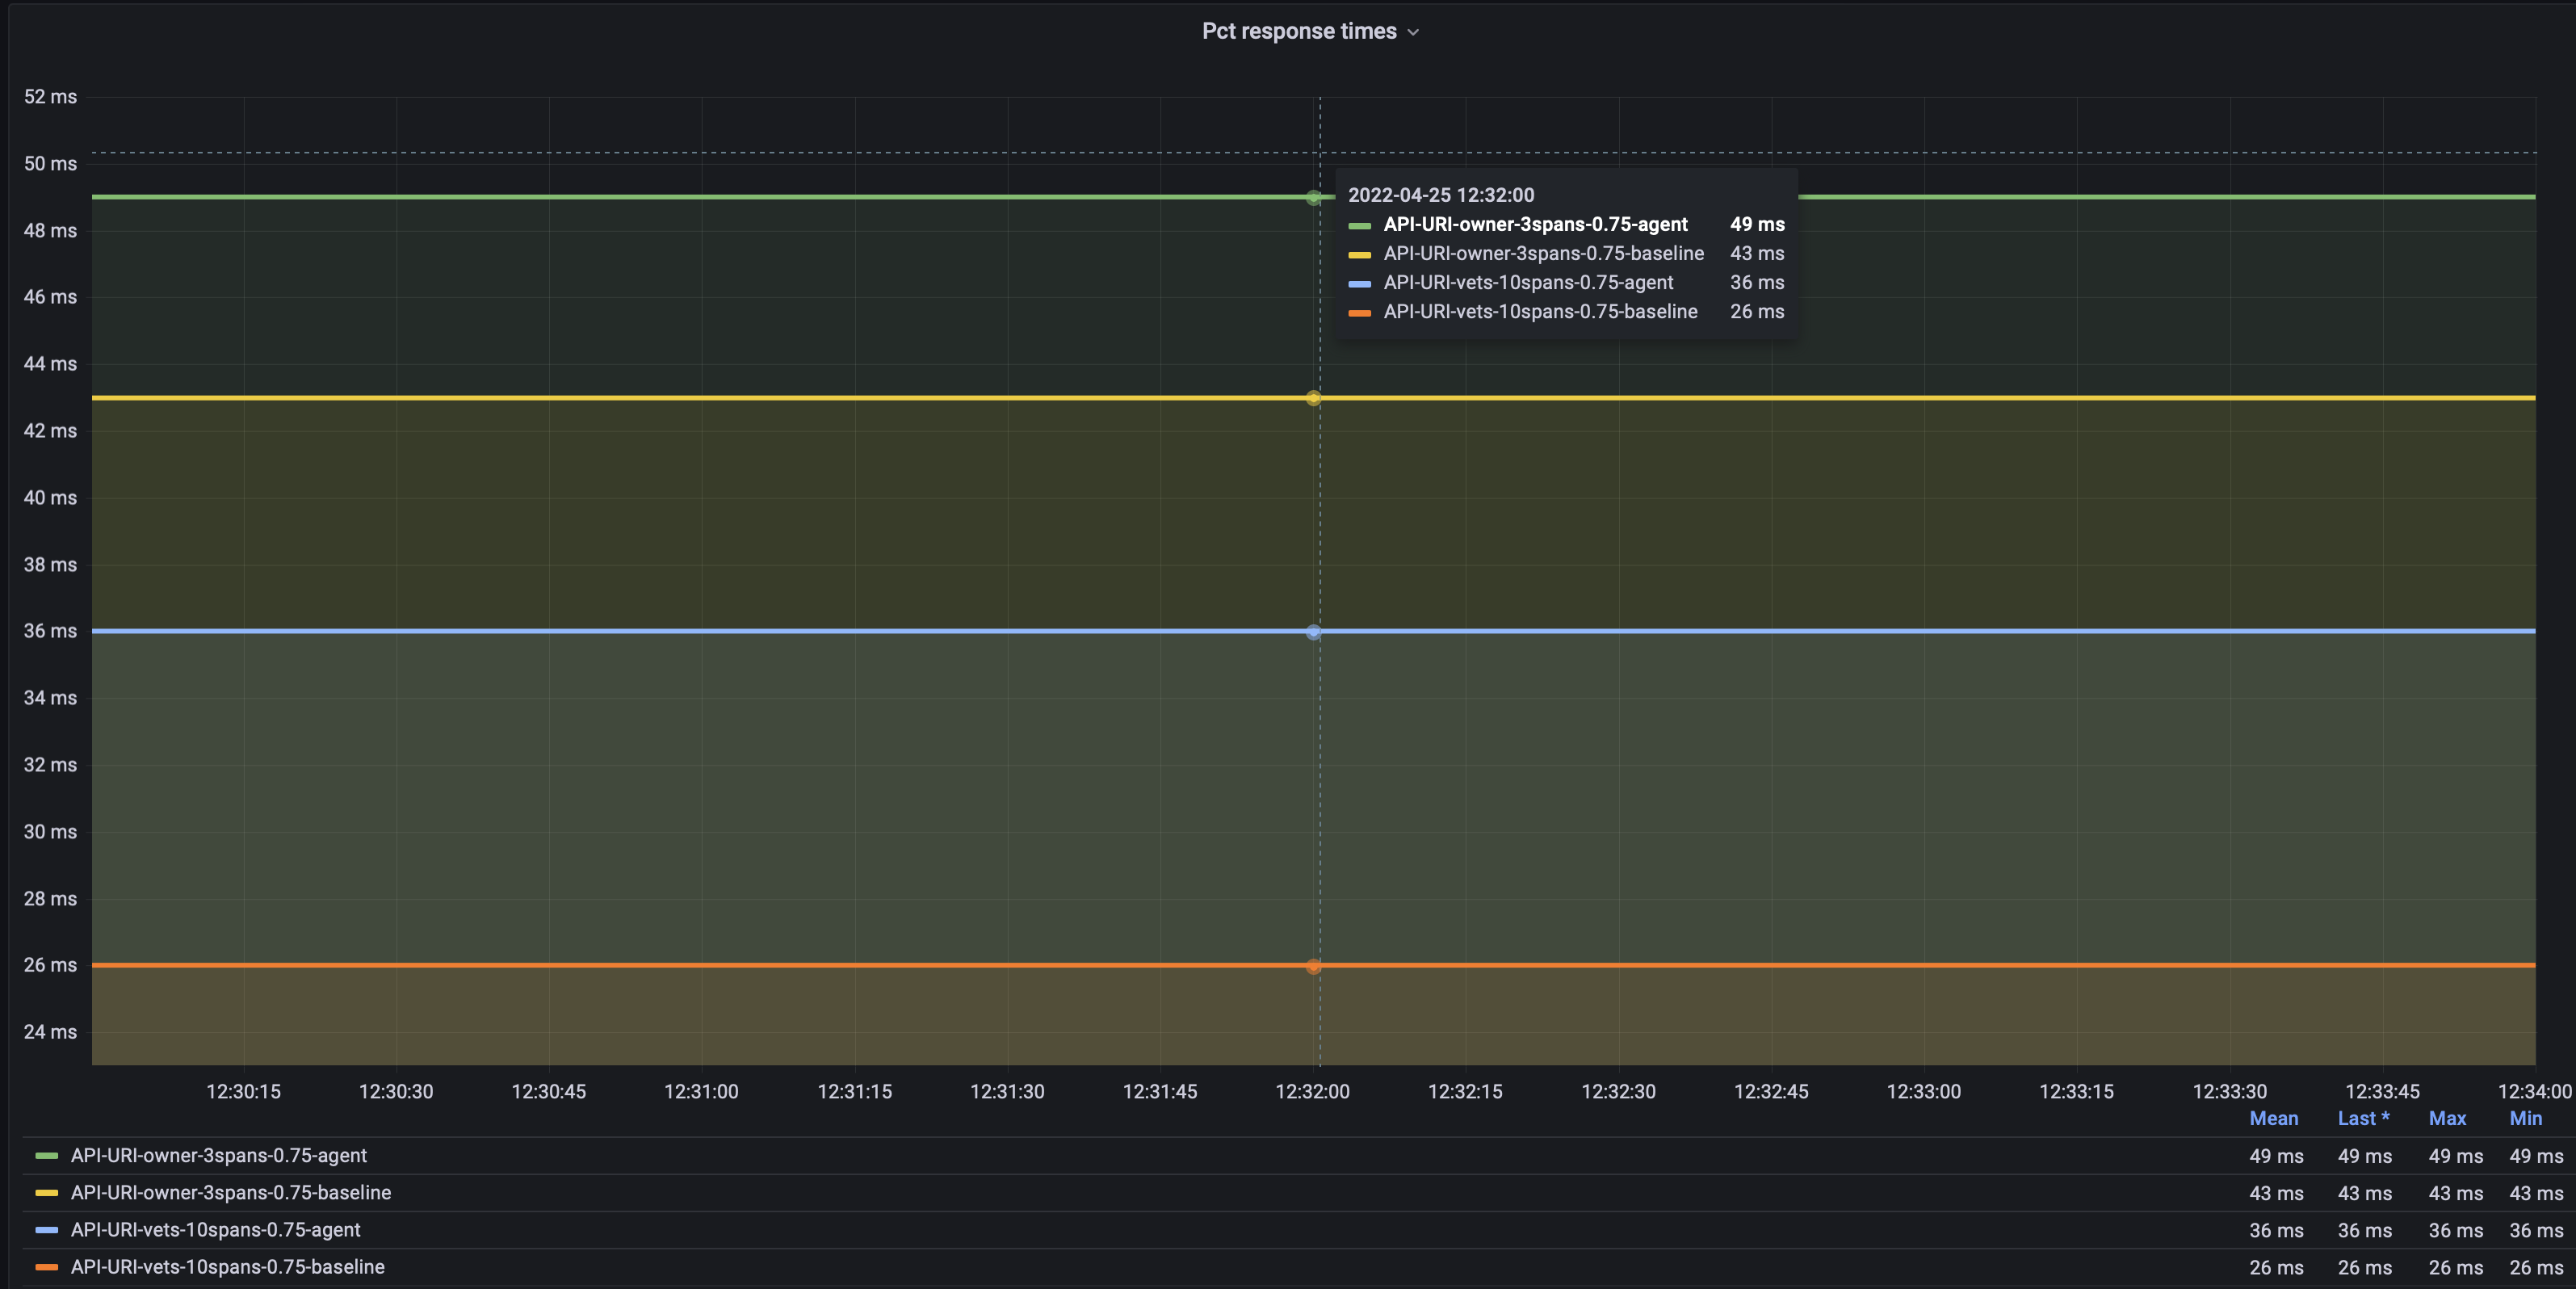 Pct response times
52 ms
50 ms
48 ms
46 ms
44 ms
42 ms
40 ms
38 ms
36 ms
34 ms
32 ms
30 ms
28 ms
26 ms
24 ms
2022-04-25 12:32:00
API-URI-owner-3spans-0.75-agent 49 ms
API-URI-owner-3spans-0.75-baseline 43 ms
API-URI-vets-10spans-0.75-agent 36 ms
API-URI-vets-10spans-0.75-baseline 26 ms
12:30:15 12:30:30 12:30:45 12:31:00 12:31:15 12:31:30 12:31:45 12:32:00 12:32:15 12:32:30 12:32:45 12:33:00 12:33:15 12:33:30 12:33:45 12:34:00
Mean Last * Max Min
API-URI-owner-3spans-0.75-agent 49 ms 49 ms 49 ms 49 ms
API-URI-owner-3spans-0.75-baseline 43 ms 43 ms 43 ms 43 ms
API-URI-vets-10spans-0.75-agent 36 ms 36 ms 36 ms 36 ms
API-URI-vets-10spans-0.75-baseline 26 ms 26 ms 26 ms 26 ms